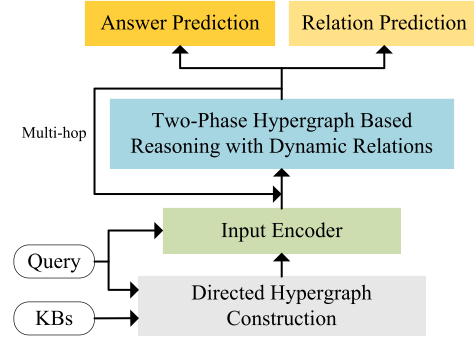 Answer Prediction
Relation Prediction
Multi-hop
Two-Phase Hypergraph Based
Reasoning with Dynamic Relations
Input Encoder
Query
Directed Hypergraph
Construction
KBs